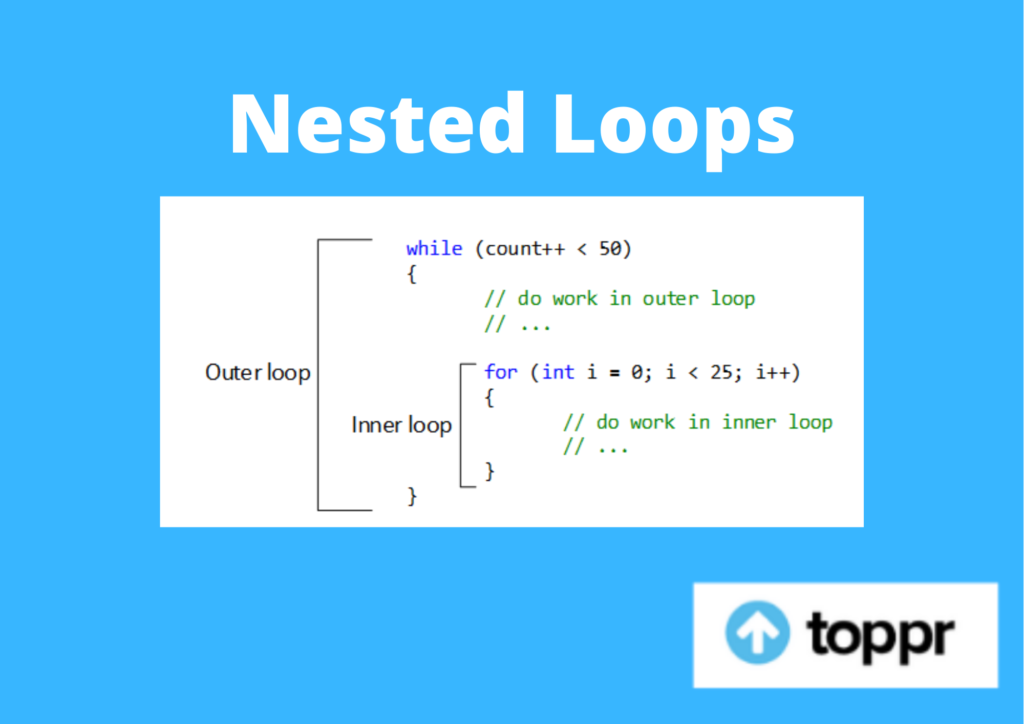 Nested Loops
while (count++ < 50)
{
// do work in outer loop
// ...
Outer loop
for (int i = 0; i < 25; i++)
{
Inner loop
// do work in inner loop
// ...
}
}
toppr